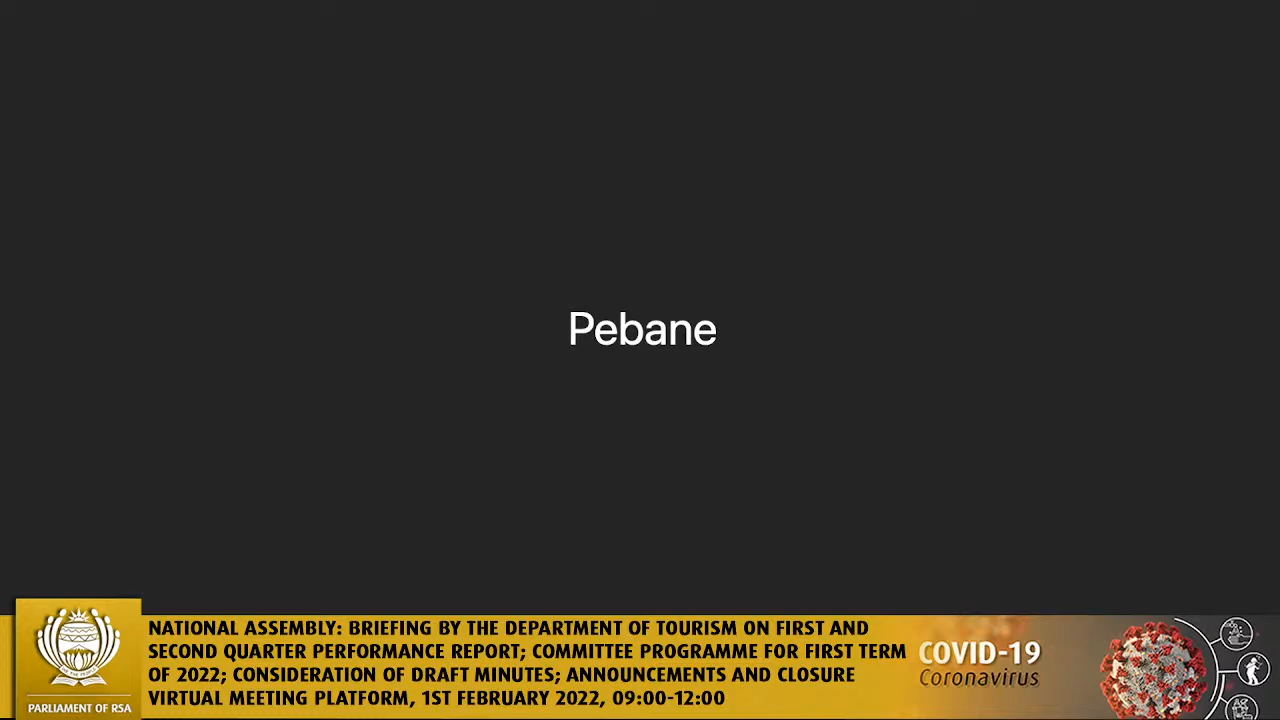 Pebane
NATIONAL ASSEMBLY: BRIEFING BY THE DEPARTMENT OF TOURISM ON FIRST AND
SECOND QUARTER PERFORMANCE REPORT; COMMITTEE PROGRAMME FOR FIRST TERM
OF 2022; CONSIDERATION OF DRAFT MINUTES; ANNOUNCEMENTS AND CLOSURE
VIRTUAL MEETING PLATFORM, 1ST FEBRUARY 2022, 09:00-12:00
PARLIAMENT OF RSA
COVID-19
Coronavirus